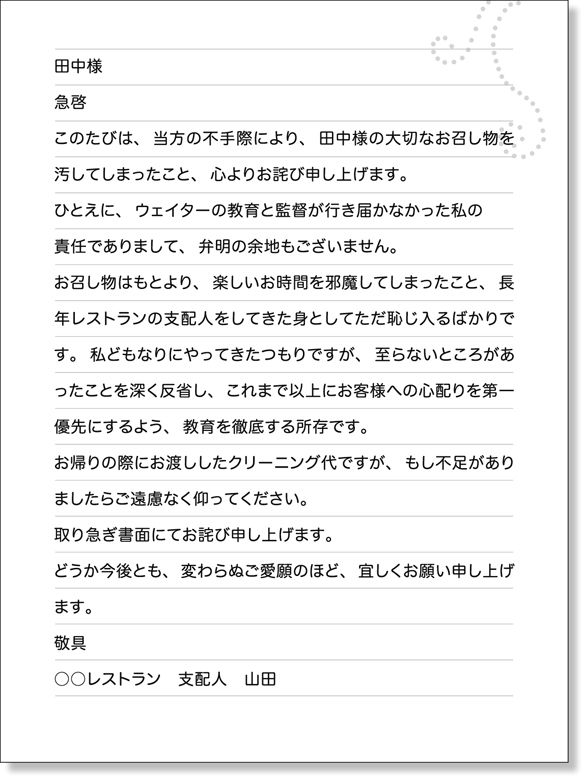 田中様
急啓
このたびは、当方の不手際により、田中様の大切なお召し物を
汚してしまったこと、心よりお詫び申し上げます。
ひとえに、ウェイターの教育と監督が行き届かなかった私の
責任でありまして、弁明の余地もございません。
お召し物はもとより、楽しいお時間を邪魔してしまったこと、長
年レストランの支配人をしてきた身としてただ恥じ入るばかりで
す。私どもなりにやってきたつもりですが、至らないところがあ
ったことを深く反省し、これまで以上にお客様への心配りを第一
優先にするよう、教育を徹底する所存です。
お帰りの際にお渡ししたクリーニング代ですが、もし不足があり
ましたらご遠慮なく仰ってください。
取り急ぎ書面にてお詫び申し上げます。
どうか今後とも、変わらぬご愛願のほど、宜しくお願い申し上げ
ます。
敬具
〇〇レストラン　支配人　山田